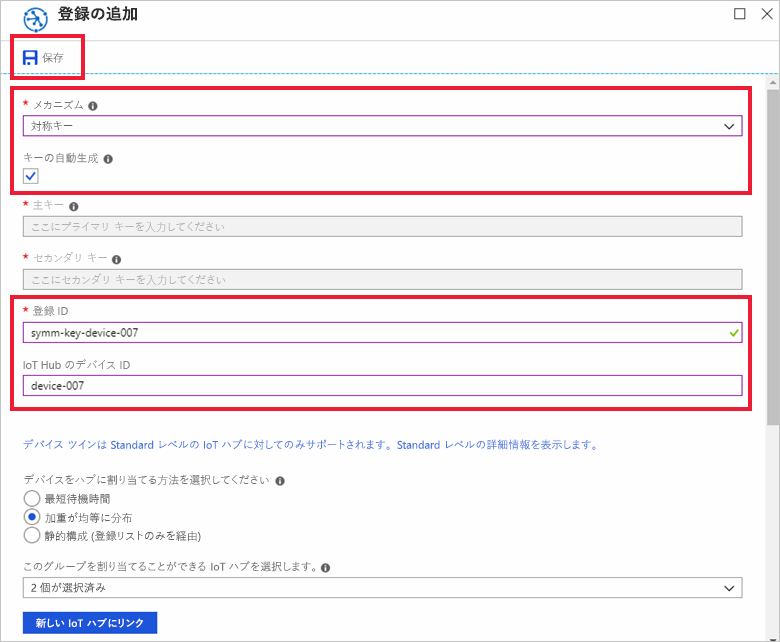 登録の追加
保存
* メカニズム
対称キー
キーの自動生成
* 主キー
ここにプライマリ キーを入力してください
* セカンダリ キー
ここにセカンダリ キーを入力してください
* 登録 ID
symm-key-device-007
IoT Hub のデバイス ID
device-007
デバイス ツインは Standard レベルの IoT ハブに対してのみサポートされます。Standard レベルの詳細情報を表示します。
デバイスをハブに割り当てる方法を選択してください
最短待機時間
加重が均等に分布
静的構成 (登録リストのみを経由)
このグループを割り当てることができる IoT ハブを選択します。
2 個が選択済み
新しい IoT ハブにリンク